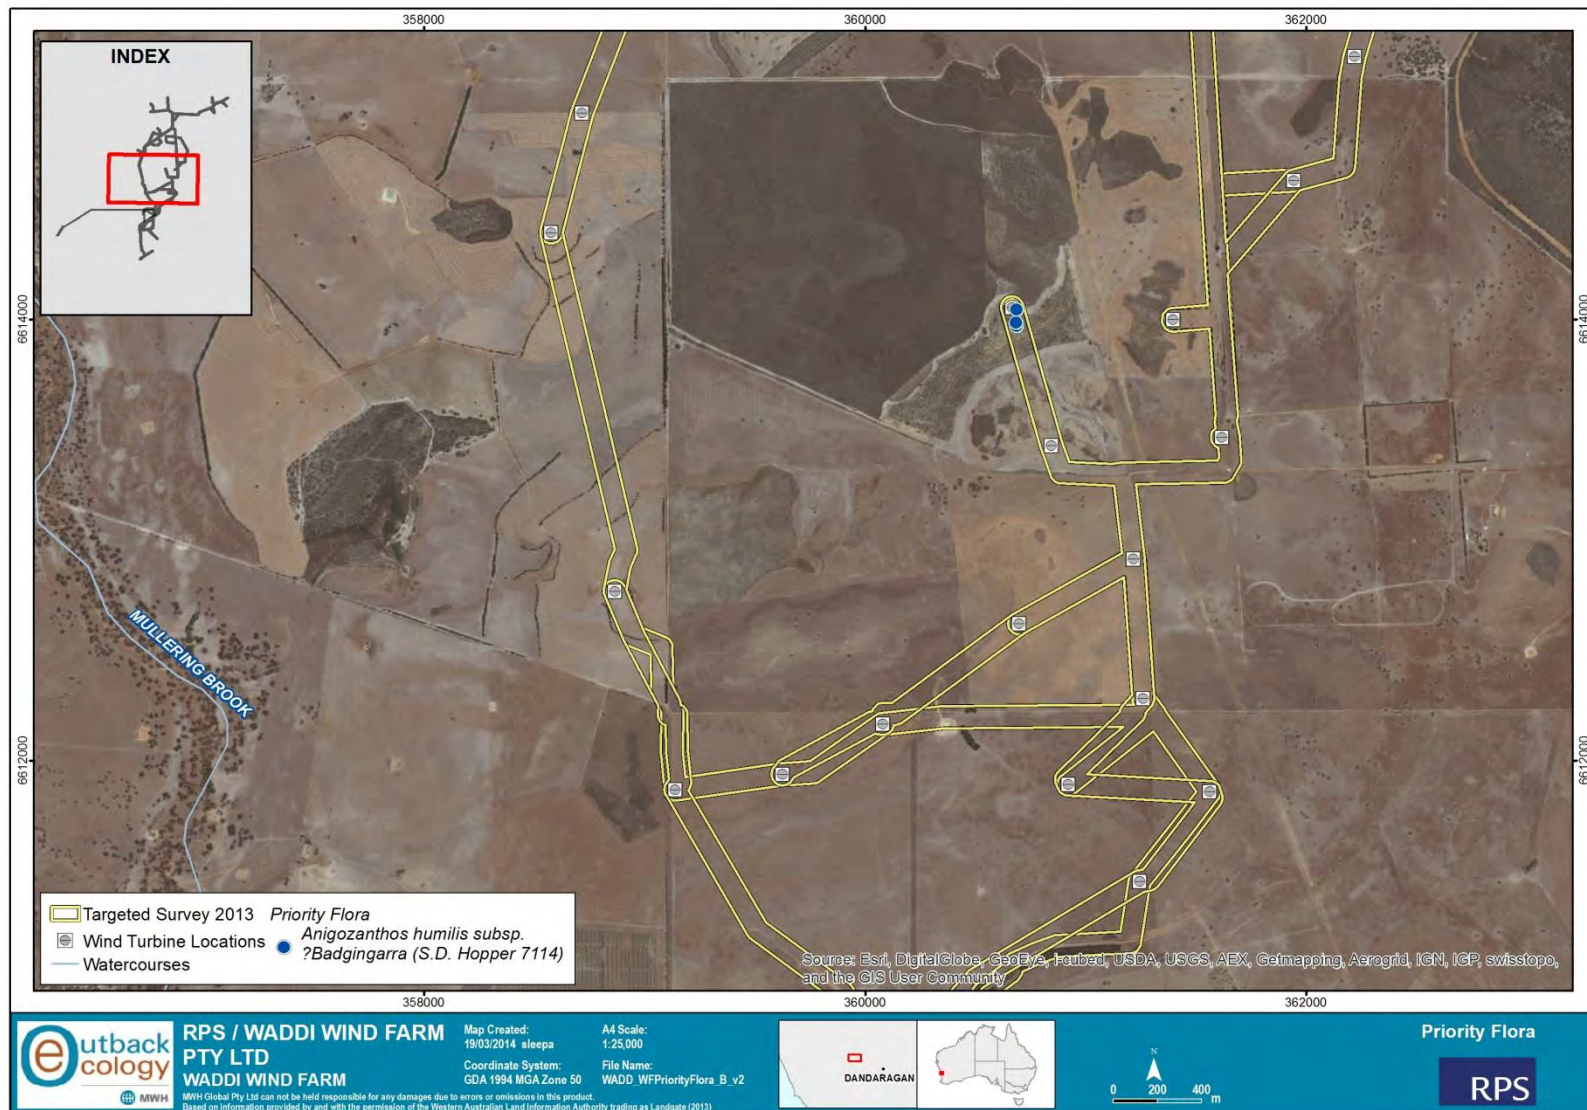 358000
360000
362000
INDEX
6614000
6614000
MULLERING BROOK
6612000
6612000
Targeted Survey 2013
Wind Turbine Locations
Watercourses
Priority Flora
Anigozanthos humilis subsp.
?Badgingarra (S.D. Hopper 7114)
Source: Esri, DigitalGlobe, GeoEye, i-cubed, USDA, USGS, AEX, Getmapping, Aerogrid, IGN, IGP, swisstopo,
and the GIS User Community
358000
360000
362000
outback
ecology
MWH
RPS / WADDI WIND FARM
PTY LTD
WADDI WIND FARM
Map Created:
19/03/2014 sleepa
Coordinate System:
GDA 1994 MGA Zone 50
A4 Scale:
1:25,000
File Name:
WADD_WFPriorityFlora_B_v2
MWH Global Pty Ltd can not be held responsible for any damages due to errors or omissions in this product.
Based on information provided by and with the permission of the Western Australian Land Information Authority trading as Landgate (2013)
DANDARAGAN
N
0 200 400
m
Priority Flora
RPS